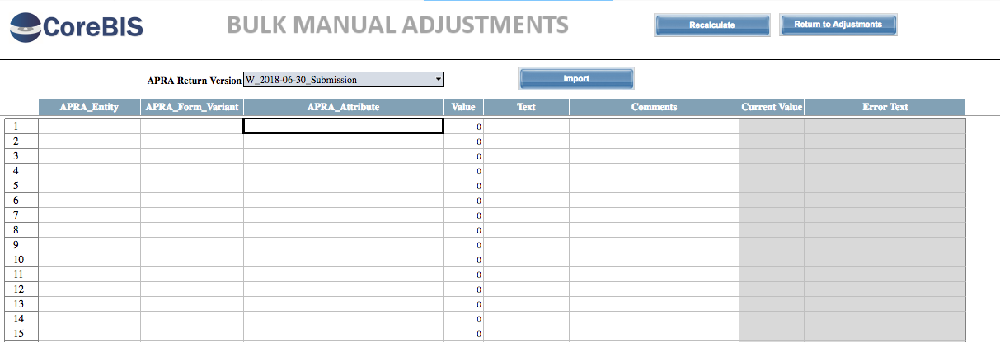 CoreBIS
BULK MANUAL ADJUSTMENTS
Recalculate
Return to Adjustments
APRA Return Version W_2018-06-30_Submission
Import
APRA_Entity APRA_Form_Variant APRA_Attribute Value Text Comments Current Value Error Text
1 0
2 0
3 0
4 0
5 0
6 0
7 0
8 0
9 0
10 0
11 0
12 0
13 0
14 0
15 0